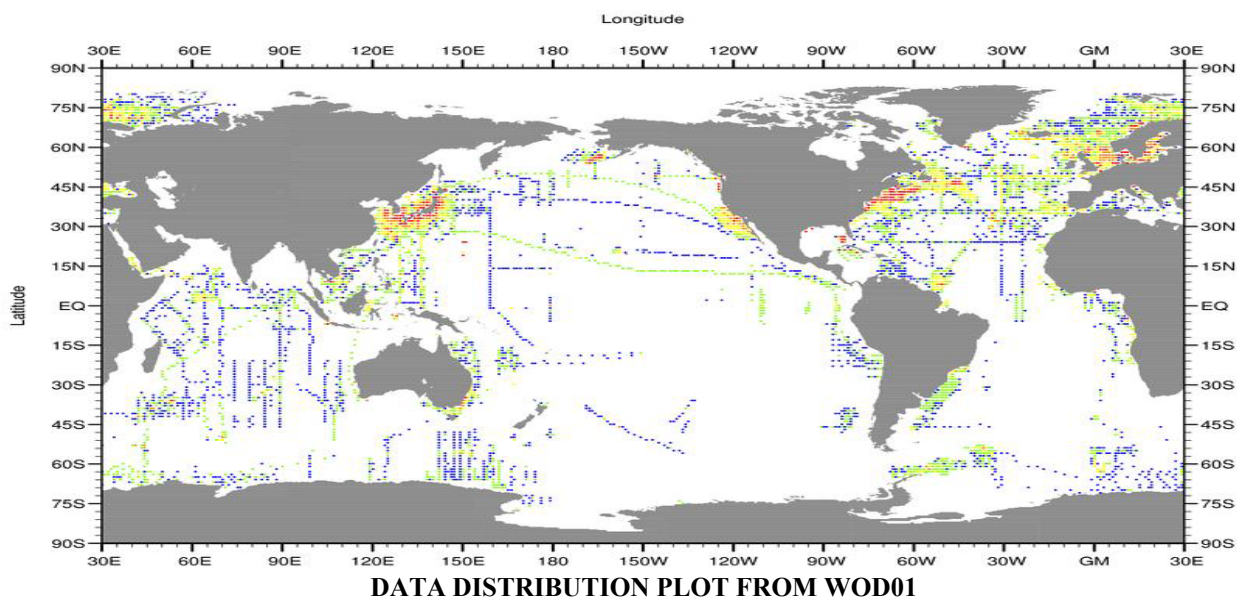 Longitude
30E 60E 90E 120E 150E 180 150W 120W 90W 60W 30W GM 30E
90N 90N
75N 75N
60N 60N
45N 45N
30N 30N
15N 15N
Latitude
EQ EQ
15S 15S
30S 30S
45S 45S
60S 60S
75S 75S
90S 90S
30E 60E 90E 120E 150E 180 150W 120W 90W 60W 30W GM 30E
DATA DISTRIBUTION PLOT FROM WOD01